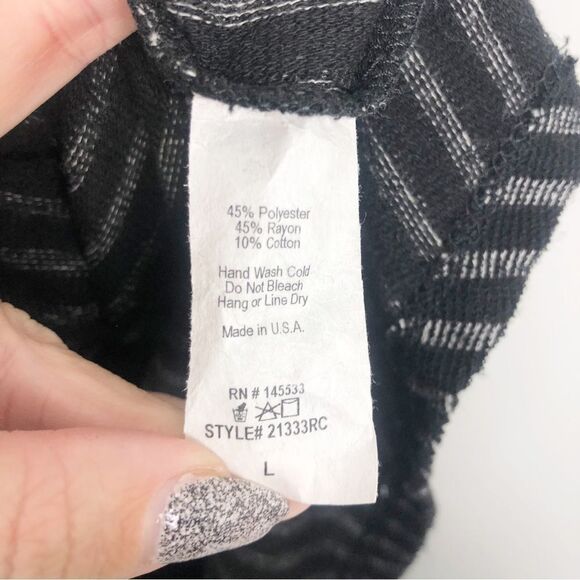 45% Polyester
45% Rayon
10% Cotton
Hand Wash Cold
Do Not Bleach
Hang or Line Dry
Made in U.S.A.
RN # 145533
STYLE# 21333RC
L